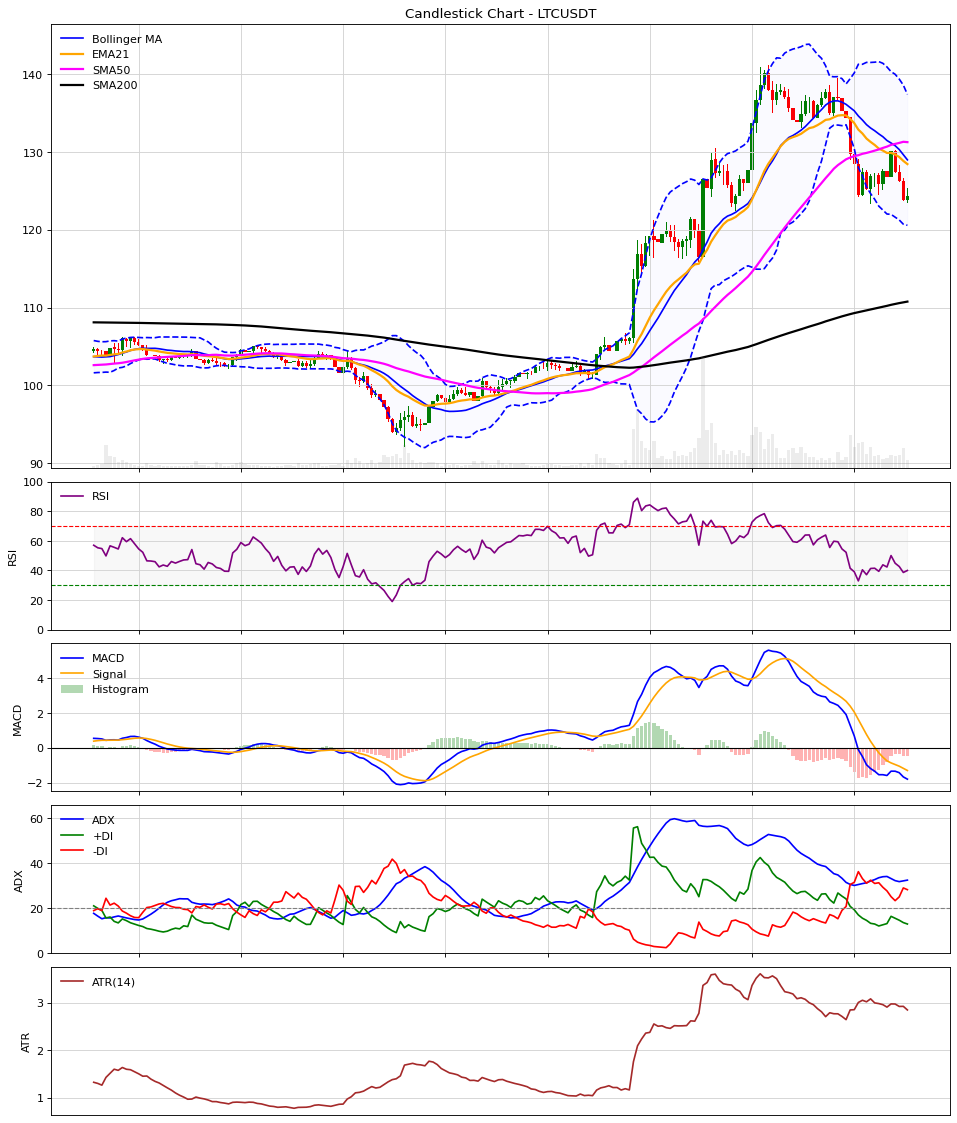 Candlestick Chart - LTCUSDT
Bollinger MA
EMA21
SMA50
SMA200
140
130
120
110
100
90
RSI
100
80
60
40
20
0
RSI
MACD
Signal
Histogram
4
2
0
−2
MACD
ADX
+DI
-DI
60
40
20
0
ADX
ATR(14)
3
2
1
ATR